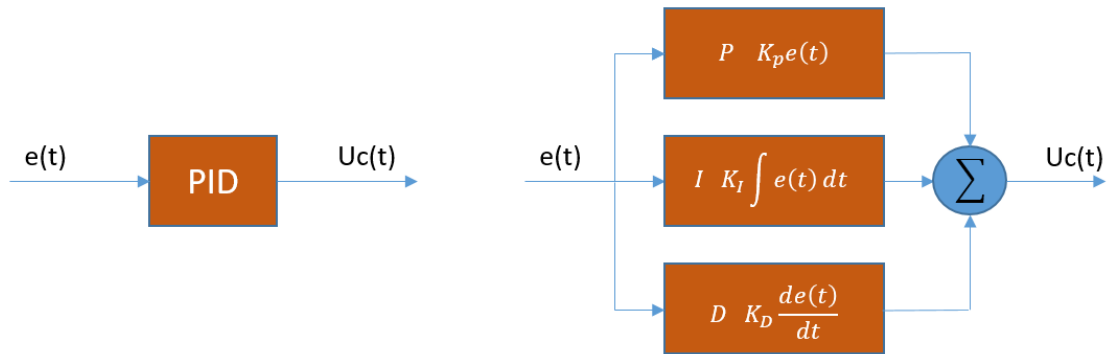 e(t)
PID
Uc(t)
P K_p e(t)
e(t)
I K_I ∫ e(t) dt
∑
Uc(t)
D K_D de(t)/dt